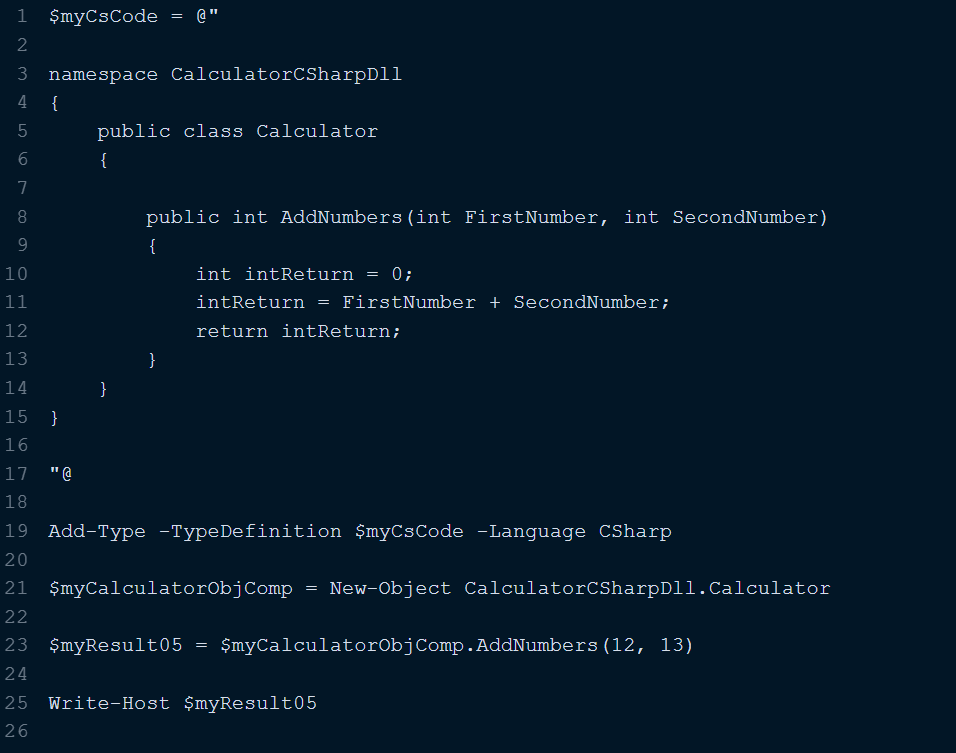 1 $myCsCode = @"
2
3 namespace CalculatorCSharpDll
4 {
5     public class Calculator
6     {
7
8         public int AddNumbers(int FirstNumber, int SecondNumber)
9         {
10             int intReturn = 0;
11             intReturn = FirstNumber + SecondNumber;
12             return intReturn;
13         }
14     }
15 }
16
17 "@
18
19 Add-Type -TypeDefinition $myCsCode -Language CSharp
20
21 $myCalculatorObjComp = New-Object CalculatorCSharpDll.Calculator
22
23 $myResult05 = $myCalculatorObjComp.AddNumbers(12, 13)
24
25 Write-Host $myResult05
26